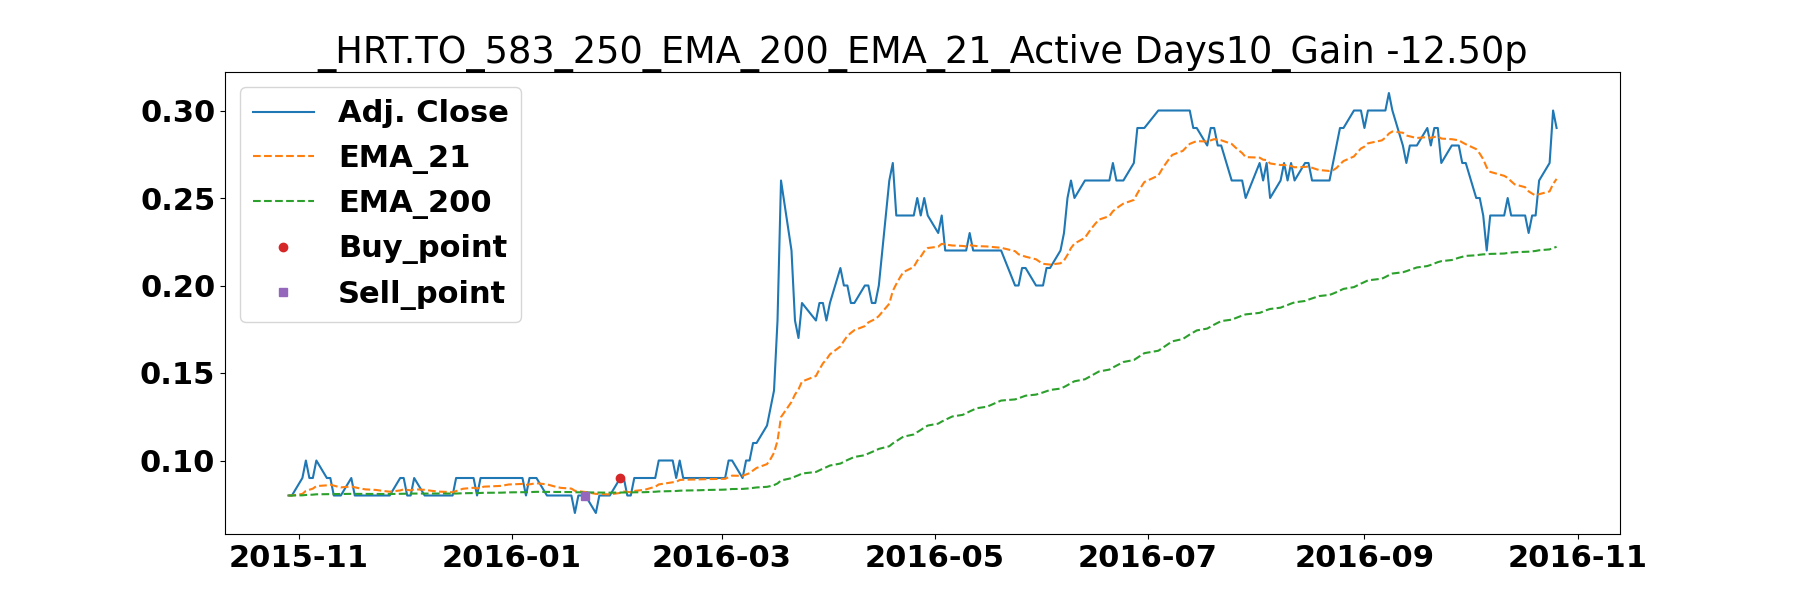 _HRT.TO_583_250_EMA_200_EMA_21_Active Days10_Gain -12.50p
Adj. Close
EMA_21
EMA_200
Buy_point
Sell_point
0.30
0.25
0.20
0.15
0.10
2015-11 2016-01 2016-03 2016-05 2016-07 2016-09 2016-11